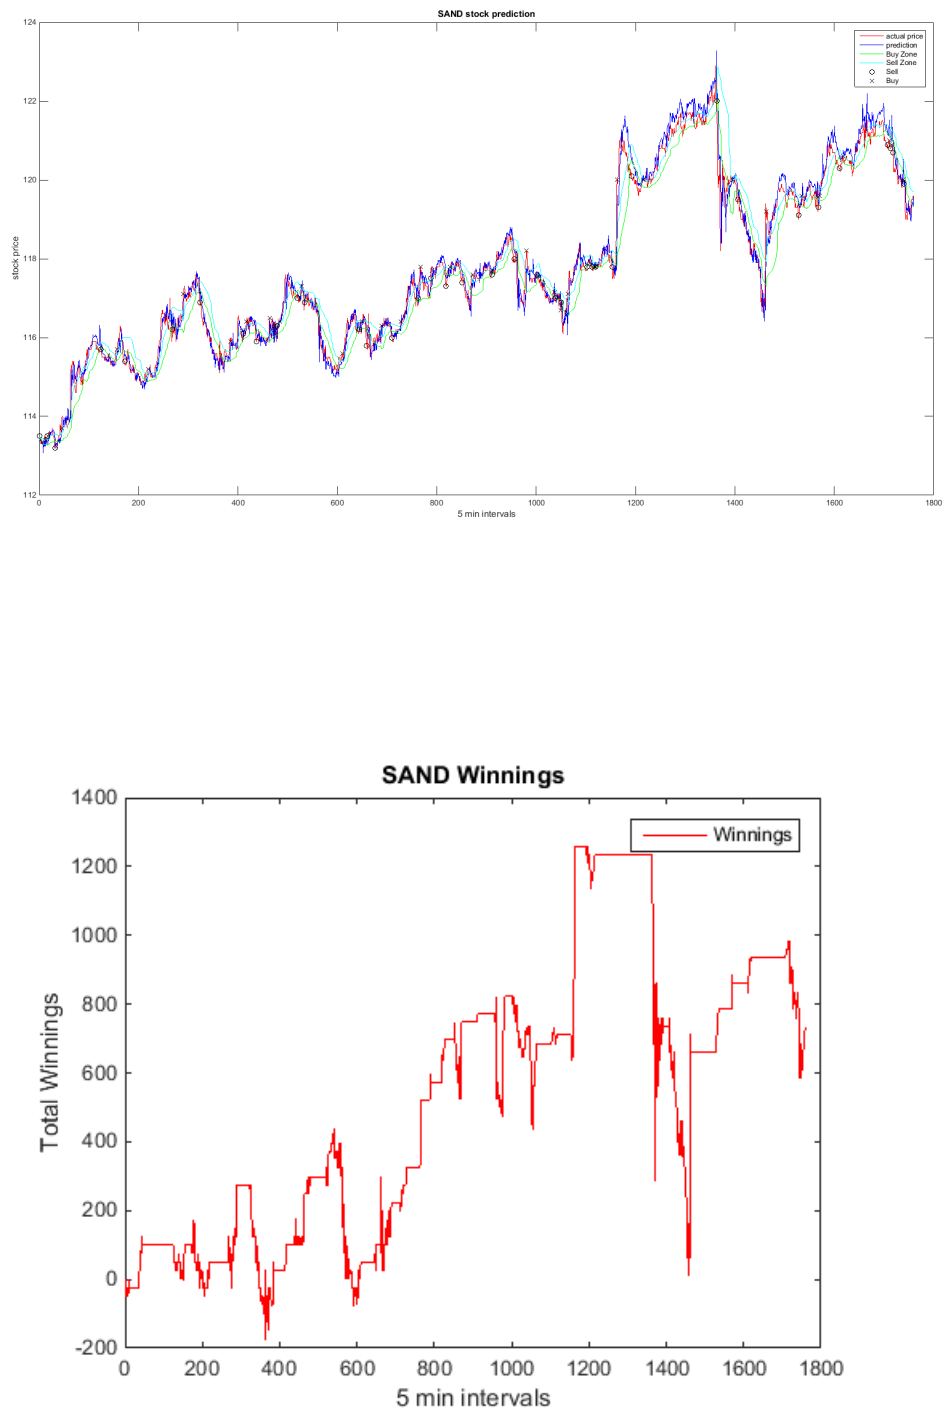 SAND stock prediction
124
122
120
118
116
114
112
stock price
actual price
prediction
Buy Zone
Sell Zone
Sell
Buy
0 200 400 600 800 1000 1200 1400 1600 1800
5 min intervals
SAND Winnings
1400
1200
1000
800
600
400
200
0
-200
Total Winnings
Winnings
0 200 400 600 800 1000 1200 1400 1600 1800
5 min intervals